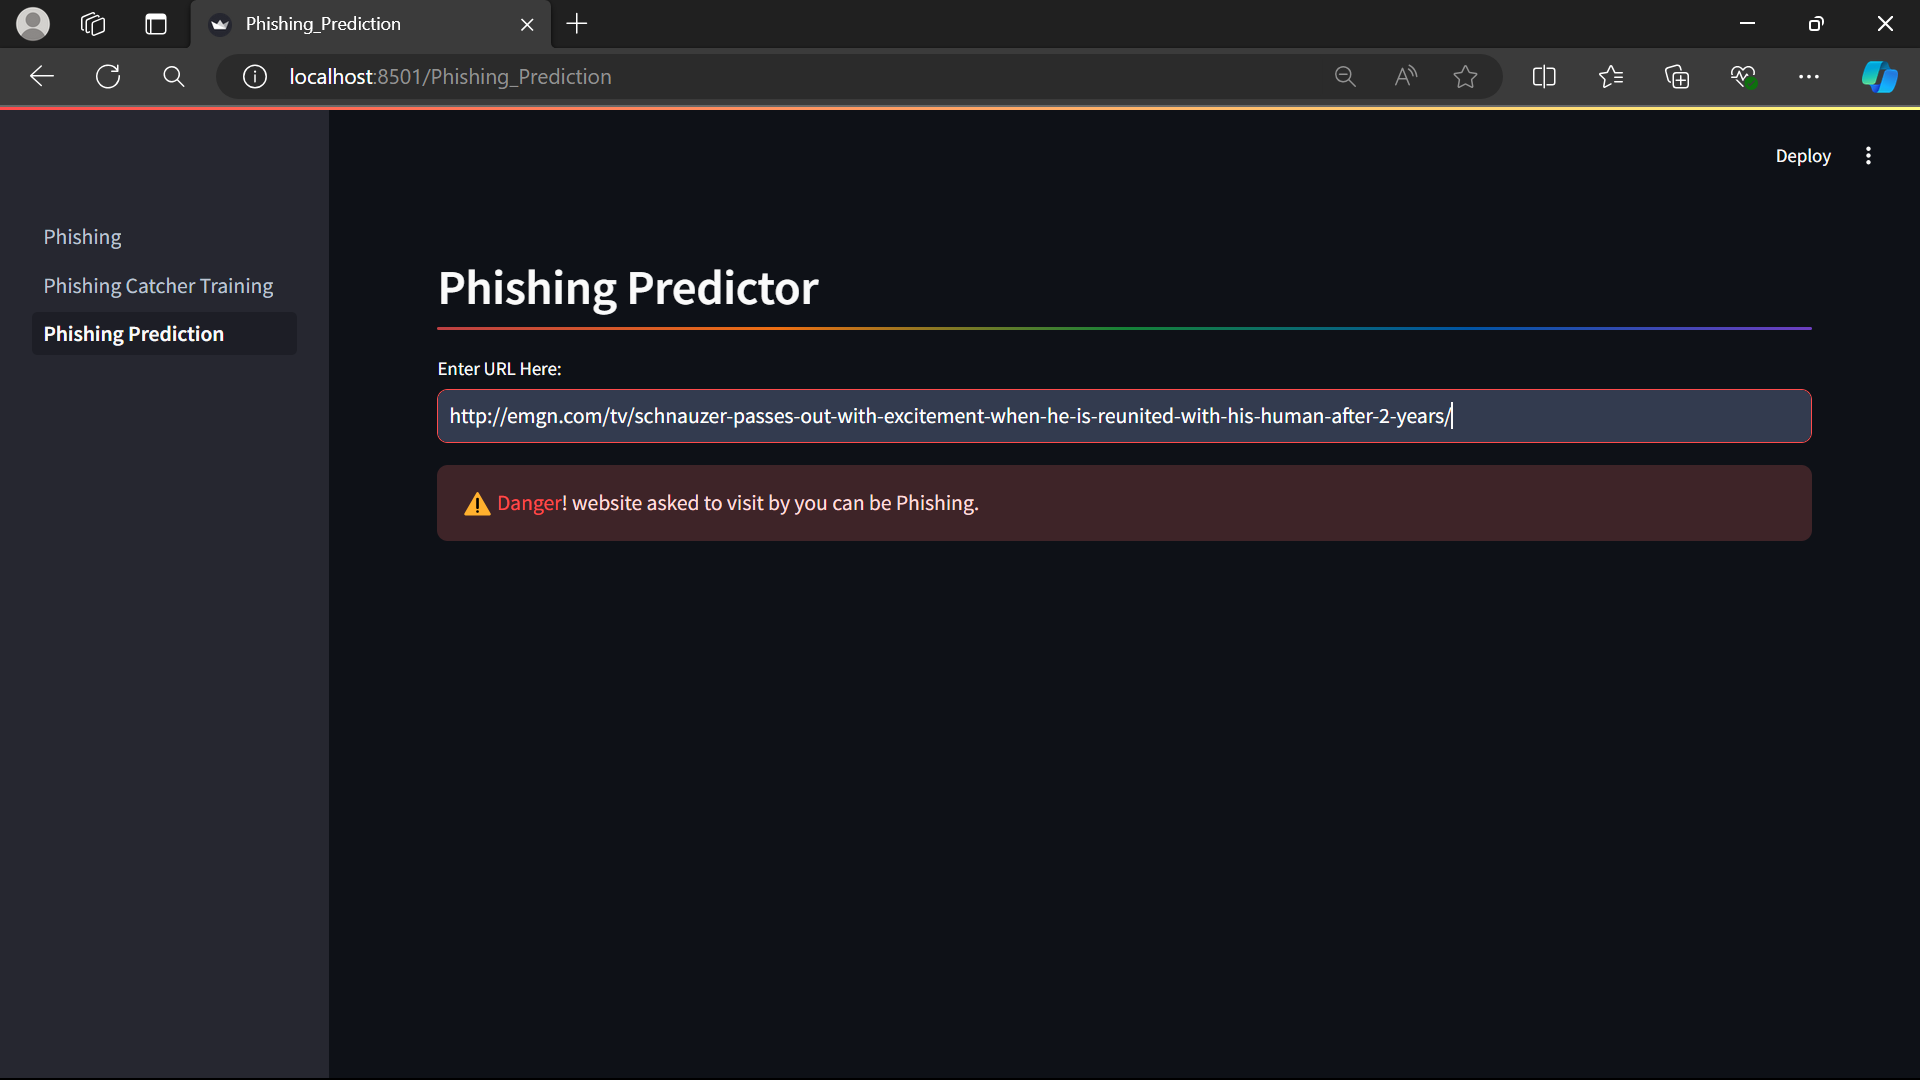 Phishing_Prediction
localhost:8501/Phishing_Prediction
Deploy
Phishing
Phishing Catcher Training
Phishing Prediction
Phishing Predictor
Enter URL Here:
http://emgn.com/tv/schnauzer-passes-out-with-excitement-when-he-is-reunited-with-his-human-after-2-years/
Danger! website asked to visit by you can be Phishing.